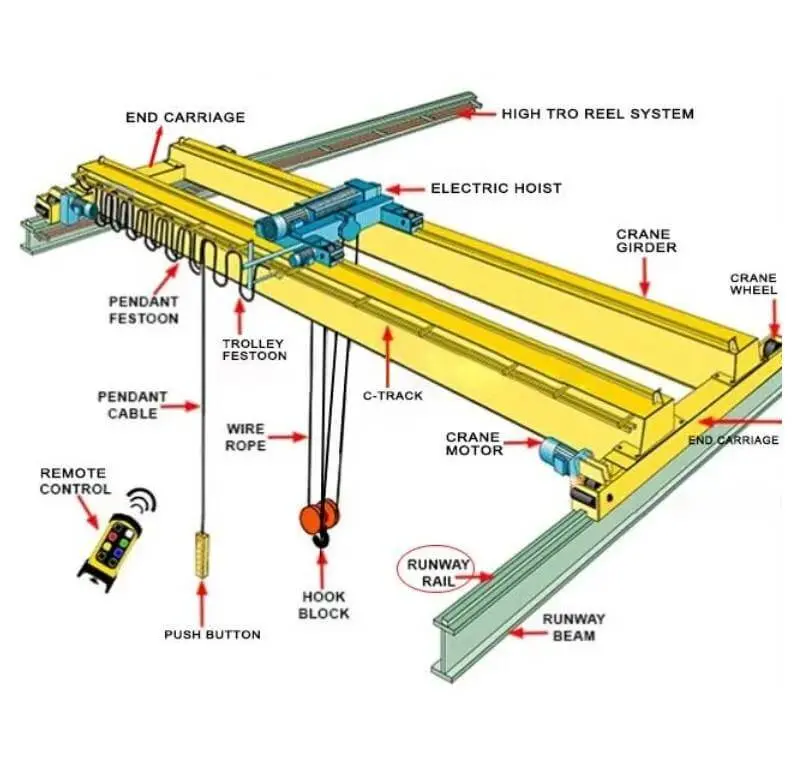 END CARRIAGE
HIGH TRO REEL SYSTEM
ELECTRIC HOIST
CRANE
GIRDER
CRANE
WHEEL
PENDANT
FESTOON
TROLLEY
FESTOON
C-TRACK
PENDANT
CABLE
WIRE
ROPE
CRANE
MOTOR
END CARRIAGE
REMOTE
CONTROL
RUNWAY
RAIL
HOOK
BLOCK
PUSH BUTTON
RUNWAY
BEAM